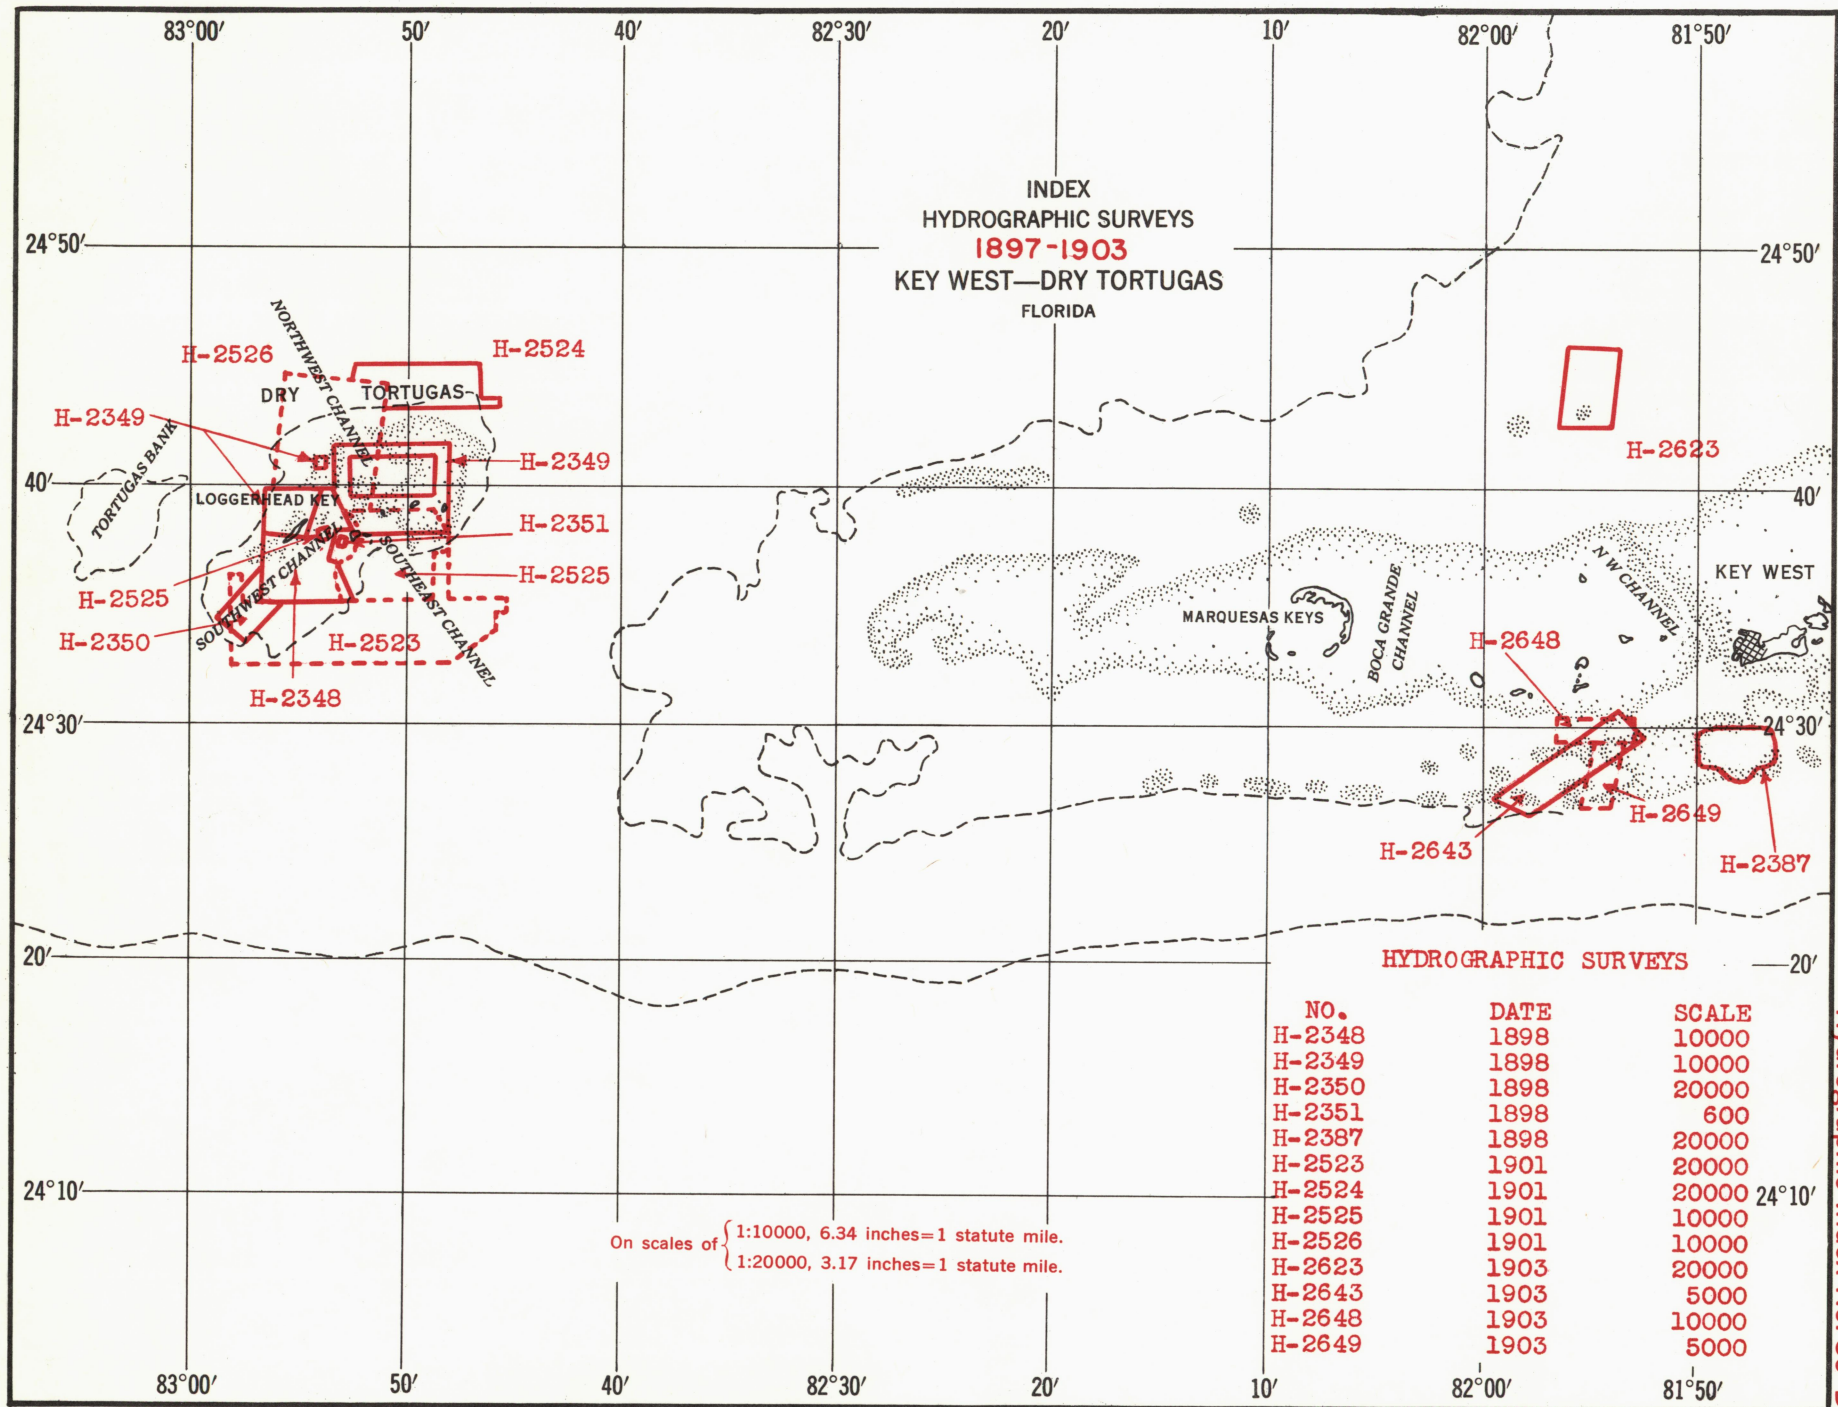 83°00′ 50′ 40′ 82°30′ 20′ 10′ 82°00′ 81°50′
INDEX
HYDROGRAPHIC SURVEYS
1897-1903
KEY WEST—DRY TORTUGAS
FLORIDA
24°50′ 24°50′
NORTHWEST CHANNEL
H-2526 H-2524
DRY TORTUGAS
H-2349
TORTUGAS BANK
H-2349
H-2623
40′ 40′
LOGGERHEAD KEY
H-2351
SOUTHWEST CHANNEL
SOUTHEAST CHANNEL
H-2525
H-2525
H-2350
H-2523
H-2348
MARQUESAS KEYS
BOCA GRANDE
CHANNEL
N W CHANNEL
KEY WEST
H-2648
24°30′ 24°30′
H-2649
H-2643
H-2387
20′ 20′
HYDROGRAPHIC SURVEYS
NO. DATE SCALE
H-2348 1898 10000
H-2349 1898 10000
H-2350 1898 20000
H-2351 1898 600
H-2387 1898 20000
H-2523 1901 20000
H-2524 1901 20000
H-2525 1901 10000
H-2526 1901 10000
H-2623 1903 20000
H-2643 1903 5000
H-2648 1903 10000
H-2649 1903 5000
24°10′ 24°10′
On scales of
1:10000, 6.34 inches=1 statute mile.
1:20000, 3.17 inches=1 statute mile.
83°00′ 50′ 40′ 82°30′ 20′ 10′ 82°00′ 81°50′